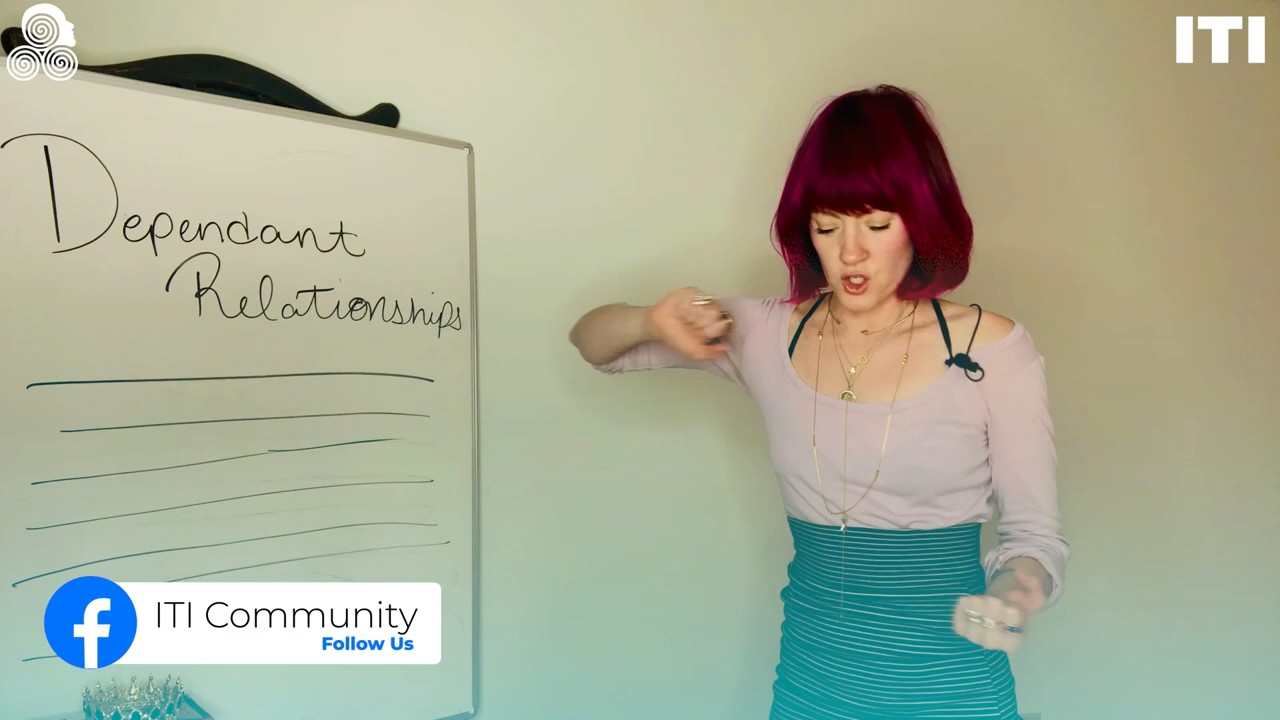 ITI
Dependant
Relationships
f
ITI Community
Follow Us